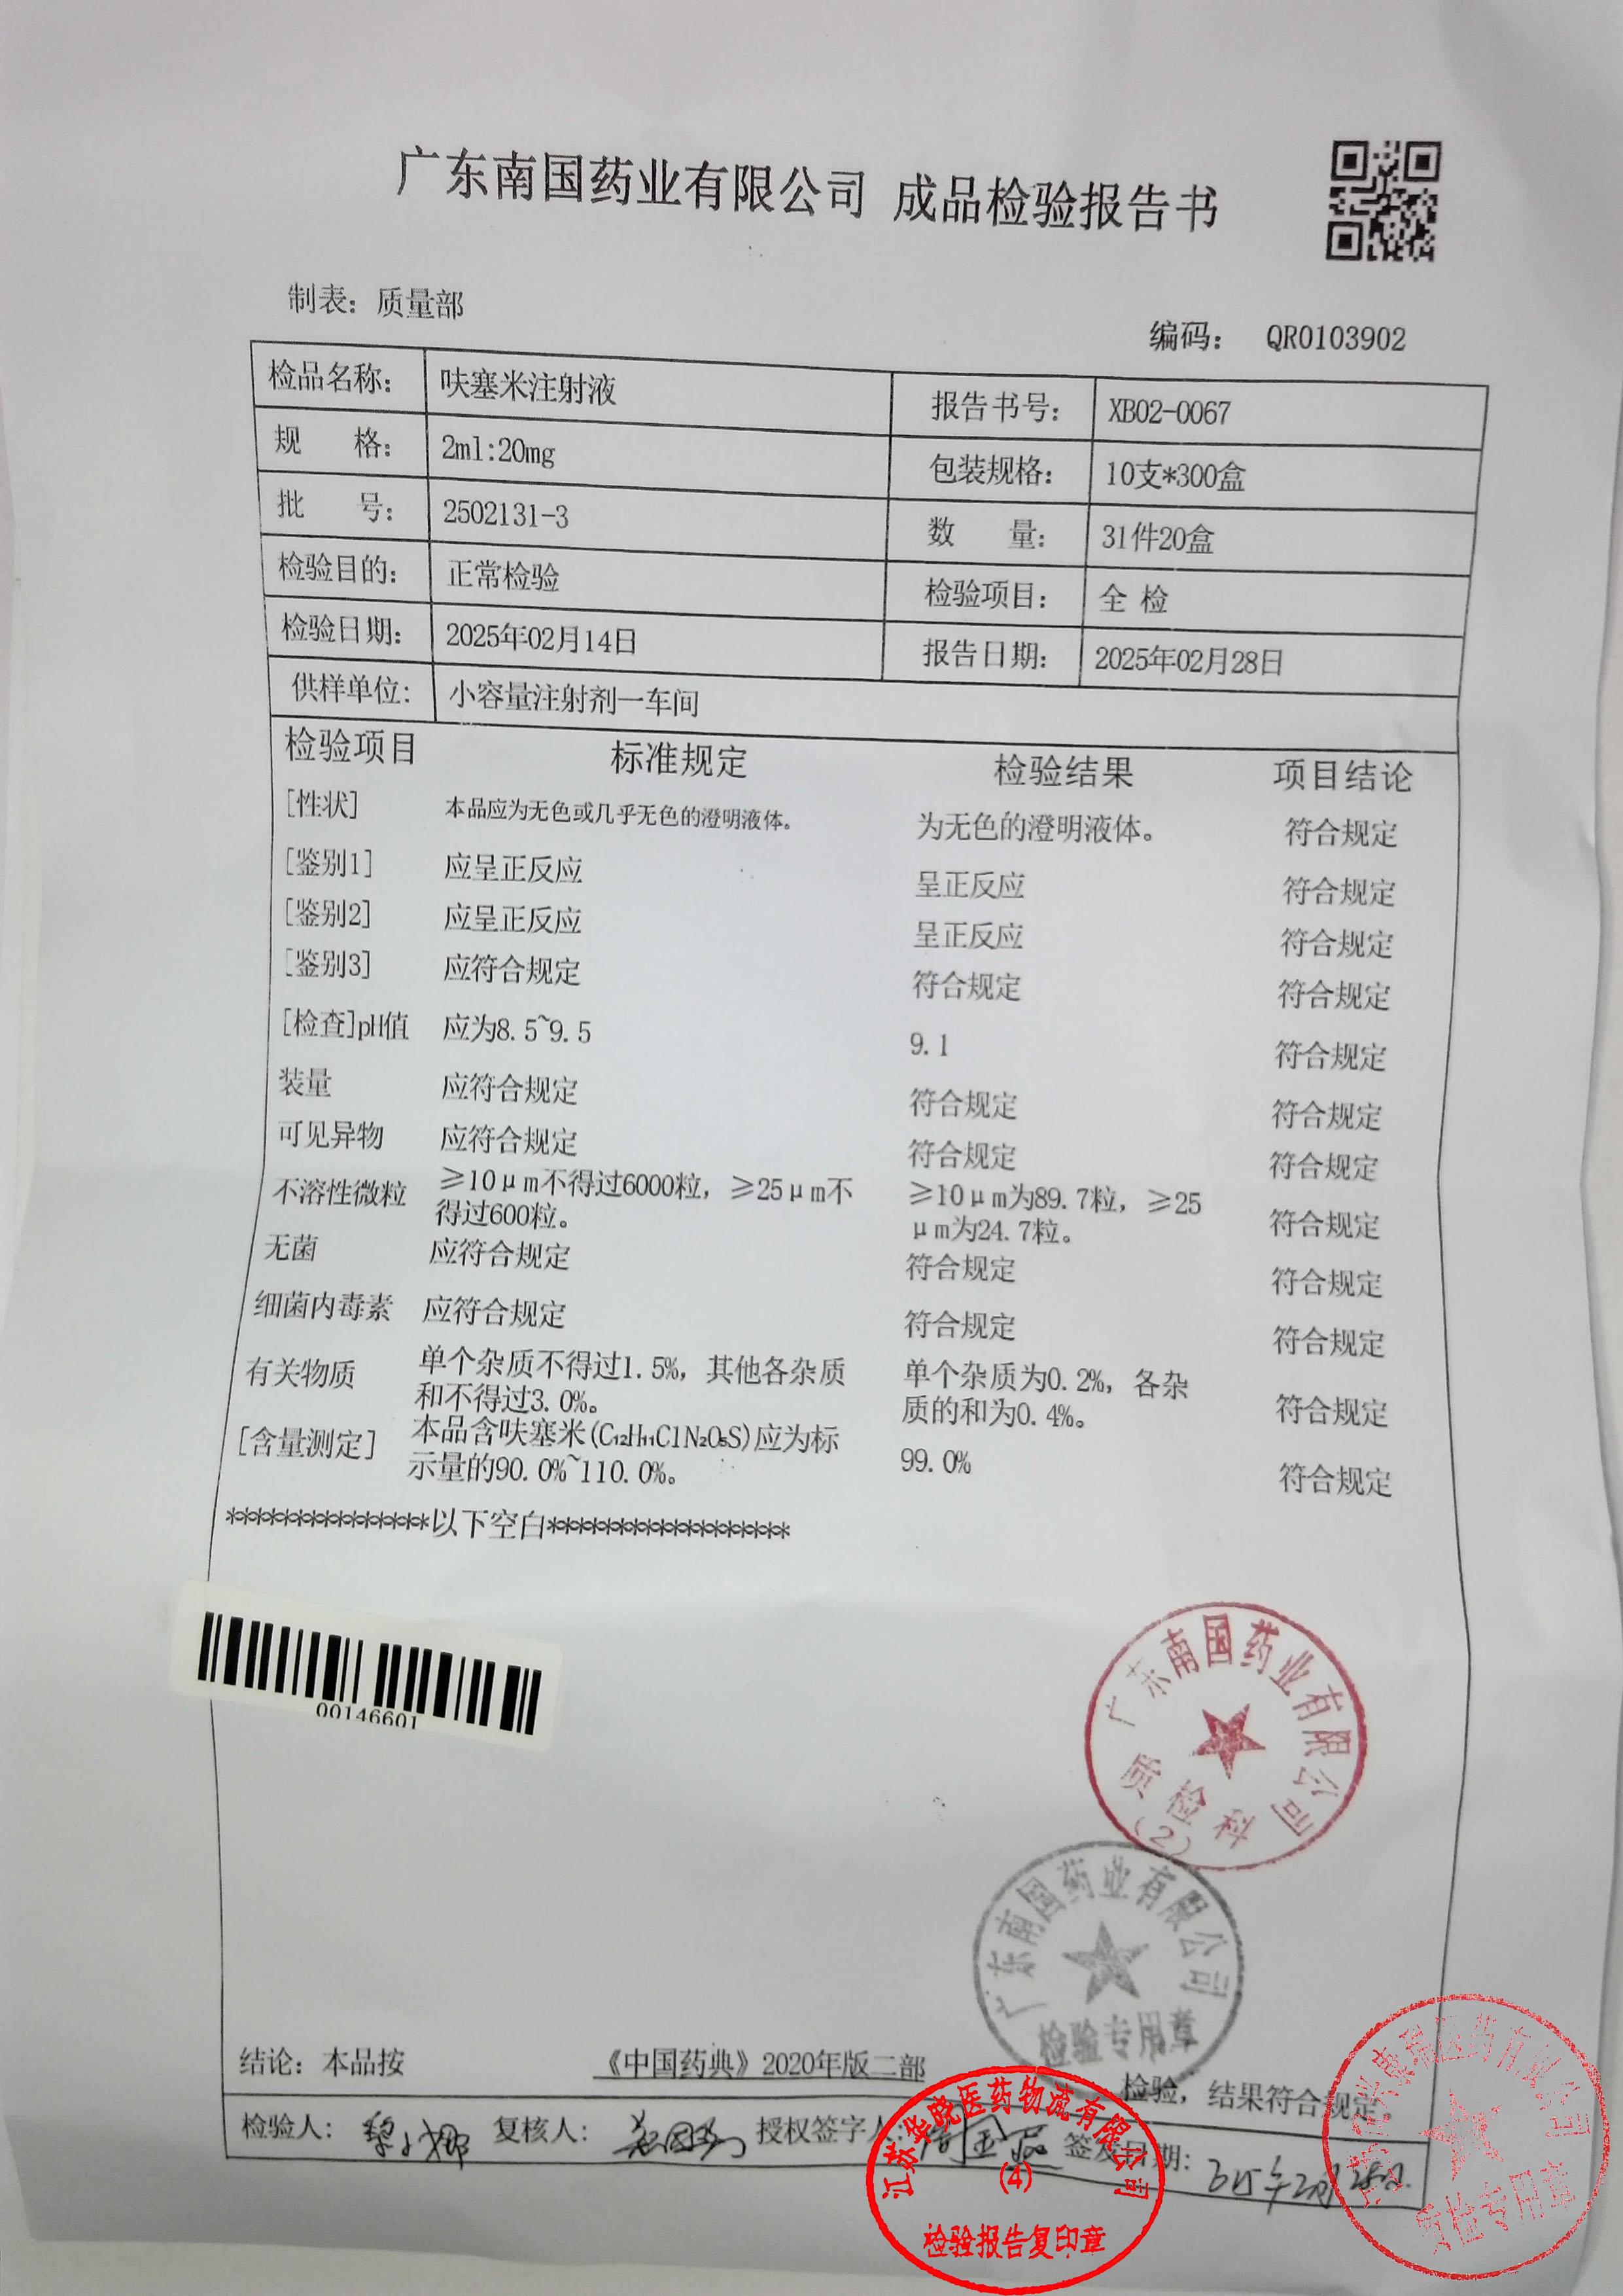 广东南国药业有限公司 成品检验报告书
制表：质量部
编码： QR0103902
检品名称： 呋塞米注射液 报告书号： XB02-0067
规 格： 2ml:20mg 包装规格： 10支*300盒
批 号： 2502131-3 数 量： 31件20盒
检验目的： 正常检验 检验项目： 全 检
检验日期： 2025年02月14日 报告日期： 2025年02月28日
供样单位： 小容量注射剂一车间
检验项目 标准规定 检验结果 项目结论
[性状] 本品应为无色或几乎无色的澄明液体。 为无色的澄明液体。 符合规定
[鉴别1] 应呈正反应 呈正反应 符合规定
[鉴别2] 应呈正反应 呈正反应 符合规定
[鉴别3] 应符合规定 符合规定 符合规定
[检查]pH值 应为8.5~9.5 9.1 符合规定
装量 应符合规定 符合规定 符合规定
可见异物 应符合规定 符合规定 符合规定
不溶性微粒 ≥10μm不得过6000粒，≥25μm不 ≥10μm为89.7粒，≥25 符合规定
得过600粒。 μm为24.7粒。
无菌 应符合规定 符合规定 符合规定
细菌内毒素 应符合规定 符合规定 符合规定
有关物质 单个杂质不得过1.5%，其他各杂质 单个杂质为0.2%，各杂 符合规定
和不得过3.0%。 质的和为0.4%。
[含量测定] 本品含呋塞米(C₁₂H₁₁ClN₂O₅S)应为标 99.0% 符合规定
示量的90.0%~110.0%。
***************以下空白******************
00146601
广东南国药业有限公司
质检科
(2)
广东南国药业有限公司
检验专用章
结论：本品按 《中国药典》2020年版二部 检验，结果符合规定
检验人： 复核人： 授权签字人： 签发日期：
江苏华晓医药物流有限公司
(4)
检验报告复印章
医药有限公司
质检专用章